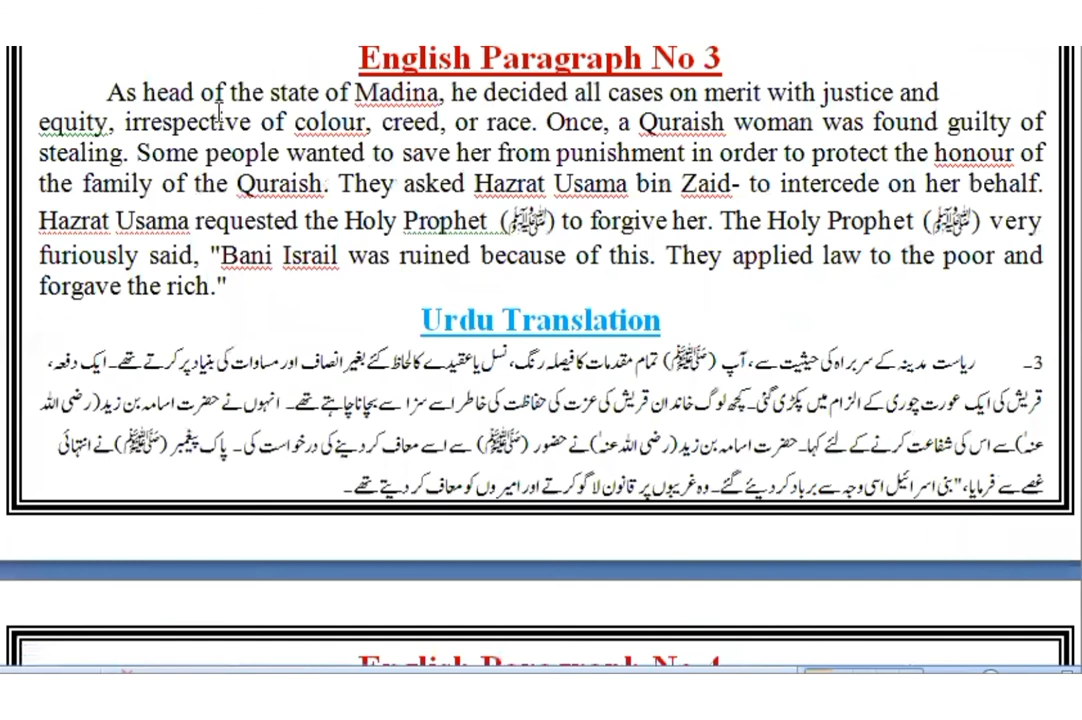 English Paragraph No 3
As head of the state of Madina, he decided all cases on merit with justice and
equity, irrespective of colour, creed, or race. Once, a Quraish woman was found guilty of
stealing. Some people wanted to save her from punishment in order to protect the honour of
the family of the Quraish. They asked Hazrat Usama bin Zaid- to intercede on her behalf.
Hazrat Usama requested the Holy Prophet (ﷺ) to forgive her. The Holy Prophet (ﷺ) very
furiously said, "Bani Israil was ruined because of this. They applied law to the poor and
forgave the rich."
Urdu Translation
3۔ ریاست مدینہ کے سربراہ کی حیثیت سے، آپ (ﷺ) تمام مقدمات کا فیصلہ رنگ، نسل یا عقیدے کا لحاظ کئے بغیر انصاف اور مساوات کی بنیاد پر کرتے تھے۔ ایک دفعہ،
قریش کی ایک عورت چوری کے الزام میں پکڑی گئی۔ کچھ لوگ خاندان قریش کی عزت کی حفاظت کی خاطر اسے سزا سے بچانا چاہتے تھے۔ انہوں نے حضرت اسامہ بن زید (رضی اللہ
عنہ) سے اس کی شفاعت کرنے کے لئے کہا۔ حضرت اسامہ بن زید (رضی اللہ عنہ) نے حضور (ﷺ) سے اسے معاف کر دینے کی درخواست کی۔ پاک پیغمبر (ﷺ) نے انتہائی
غصے سے فرمایا، "بنی اسرائیل اسی وجہ سے برباد کر دیئے گئے۔ وہ غریبوں پر قانون لاگو کرتے اور امیروں کو معاف کر دیتے تھے۔
English Paragraph No 4